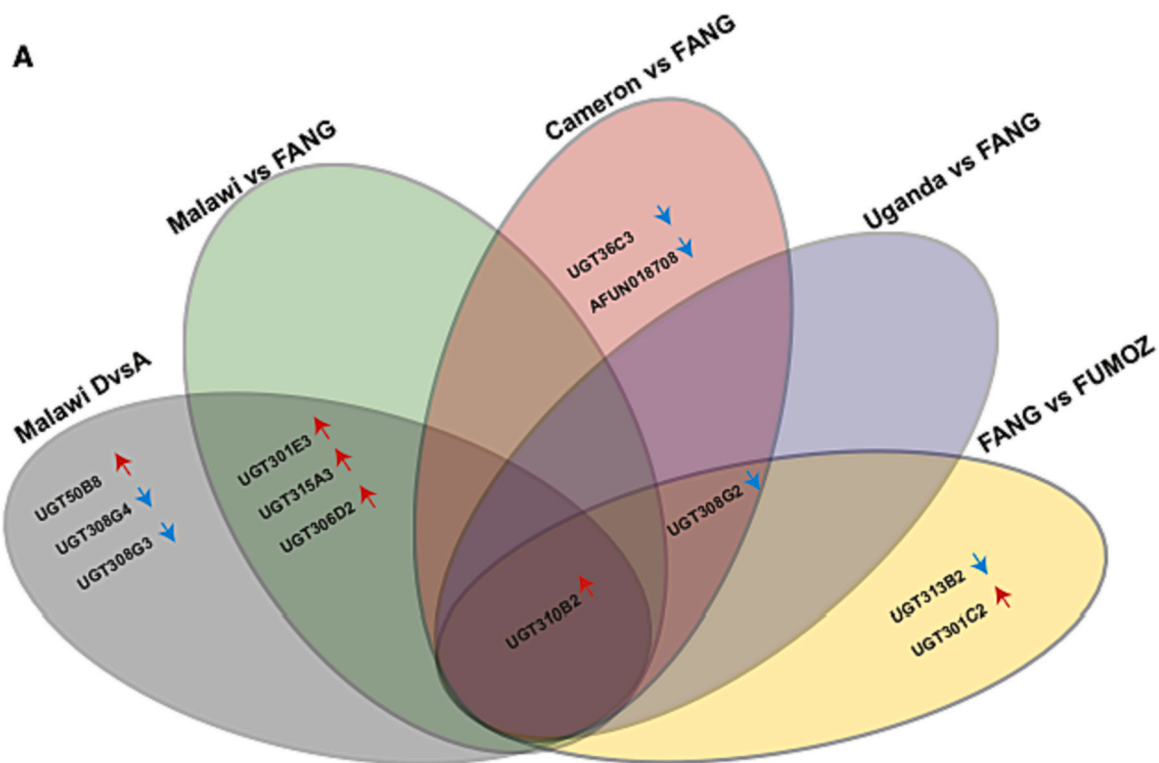 A
Malawi DvsA
Malawi vs FANG
Cameron vs FANG
Uganda vs FANG
FANG vs FUMOZ
UGT50B8
UGT308G4
UGT308G3
UGT301E3
UGT315A3
UGT306D2
UGT36C3
AFUN018708
UGT308G2
UGT310B2
UGT313B2
UGT301C2